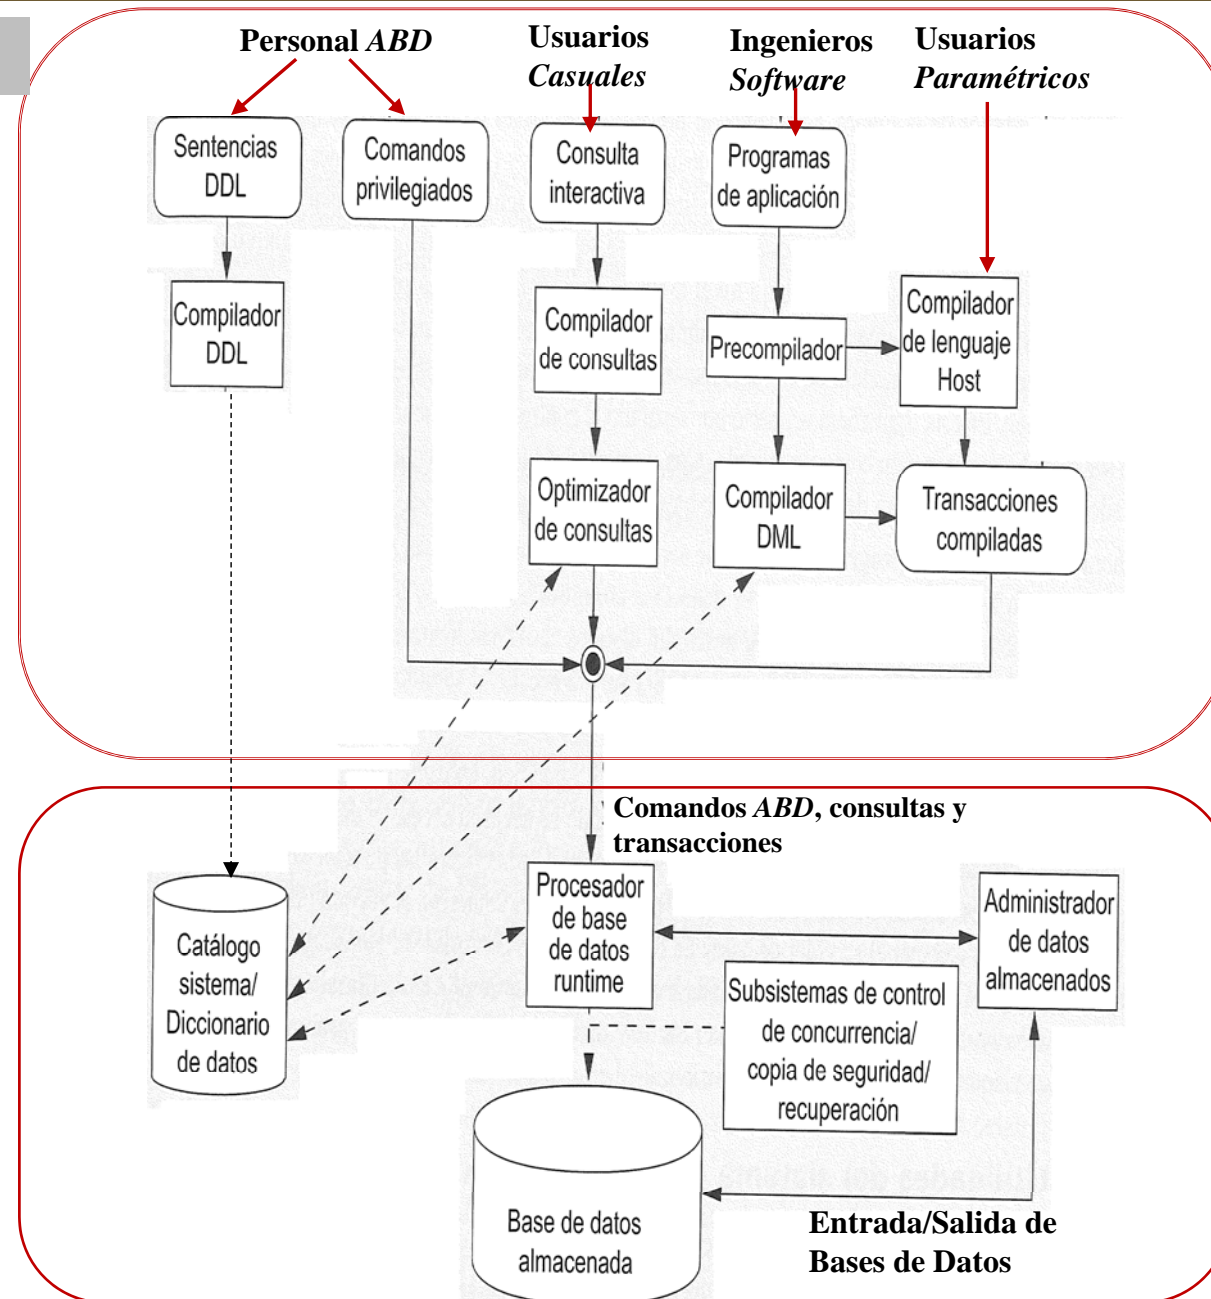 Personal ABD
Usuarios
Casuales
Ingenieros
Software
Usuarios
Paramétricos
Sentencias
DDL
Comandos
privilegiados
Consulta
interactiva
Programas
de aplicación
Compilador
DDL
Compilador
de consultas
Precompilador
Compilador
de lenguaje
Host
Optimizador
de consultas
Compilador
DML
Transacciones
compiladas
Comandos ABD, consultas y
transacciones
Catálogo
sistema/
Diccionario
de datos
Procesador
de base
de datos
runtime
Administrador
de datos
almacenados
Subsistemas de control
de concurrencia/
copia de seguridad/
recuperación
Base de datos
almacenada
Entrada/Salida de
Bases de Datos